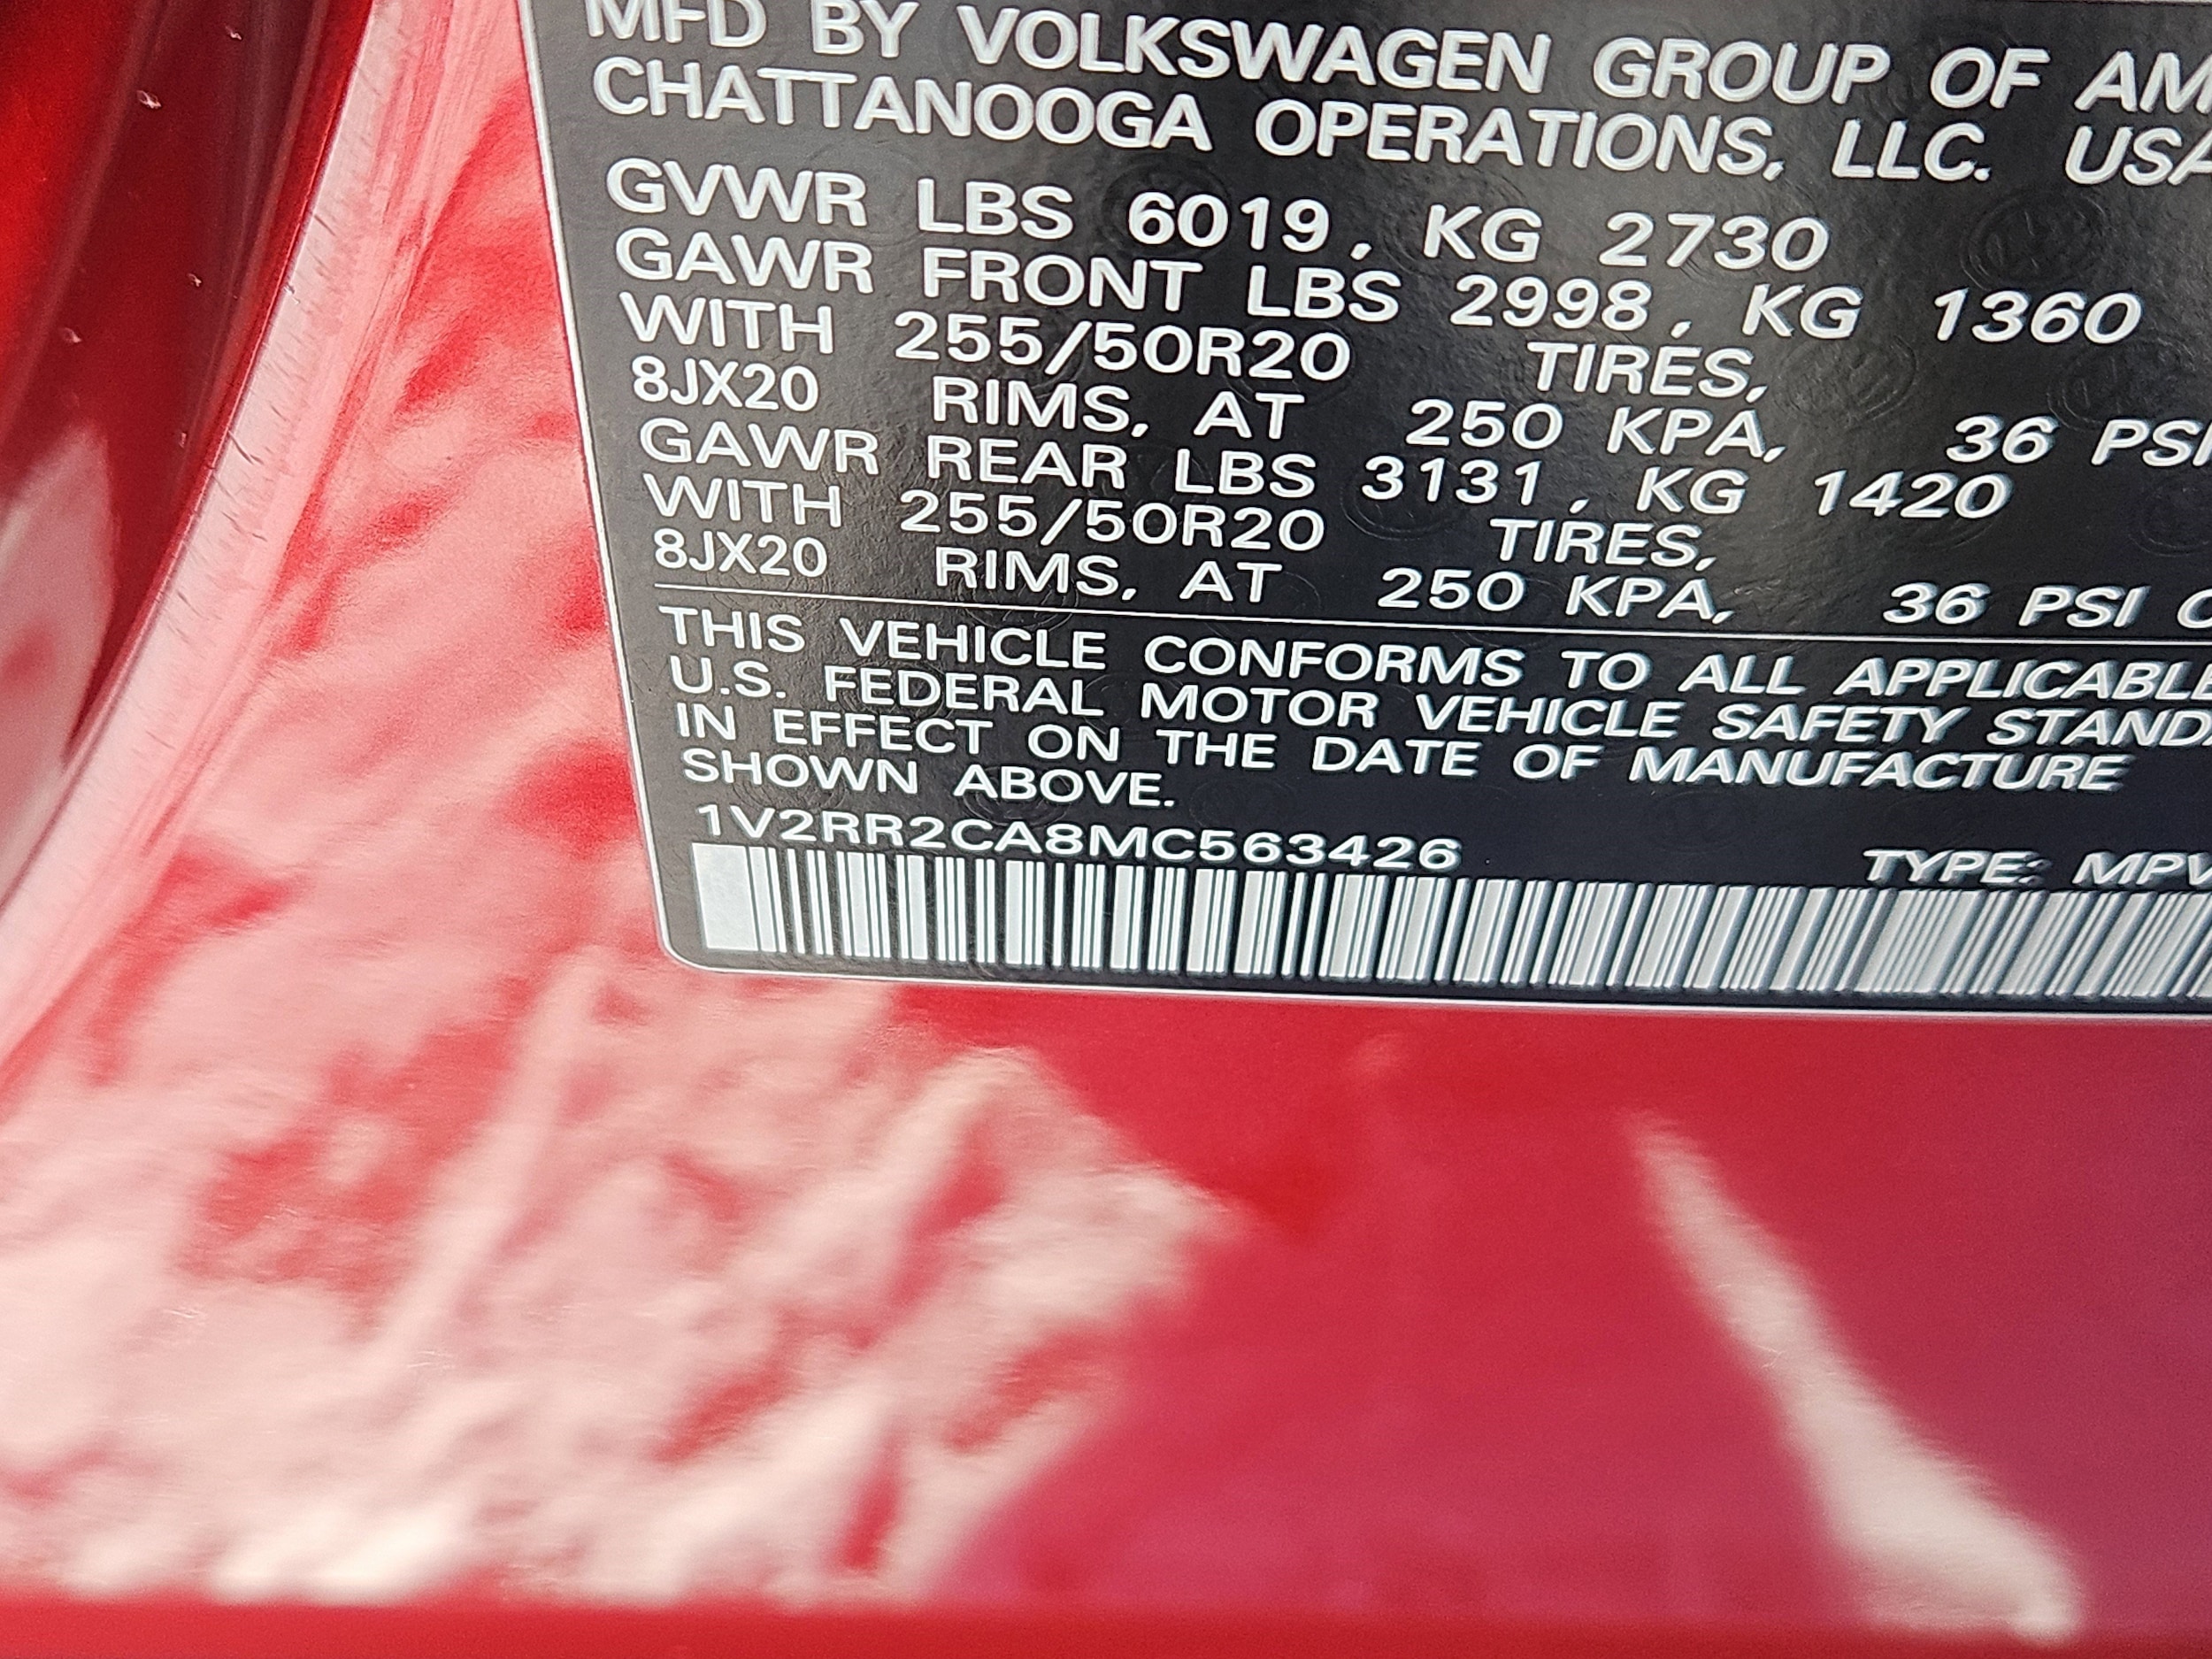 MFD BY VOLKSWAGEN GROUP OF AM
CHATTANOOGA OPERATIONS, LLC. USA
GVWR LBS 6019, KG 2730
GAWR FRONT LBS 2998, KG 1360
WITH 255/50R20 TIRES,
8JX20 RIMS, AT 250 KPA, 36 PSI
GAWR REAR LBS 3131, KG 1420
WITH 255/50R20 TIRES,
8JX20 RIMS, AT 250 KPA, 36 PSI C
THIS VEHICLE CONFORMS TO ALL APPLICABLE
U.S. FEDERAL MOTOR VEHICLE SAFETY STAND
IN EFFECT ON THE DATE OF MANUFACTURE
SHOWN ABOVE.
1V2RR2CA8MC563426 TYPE: MPV